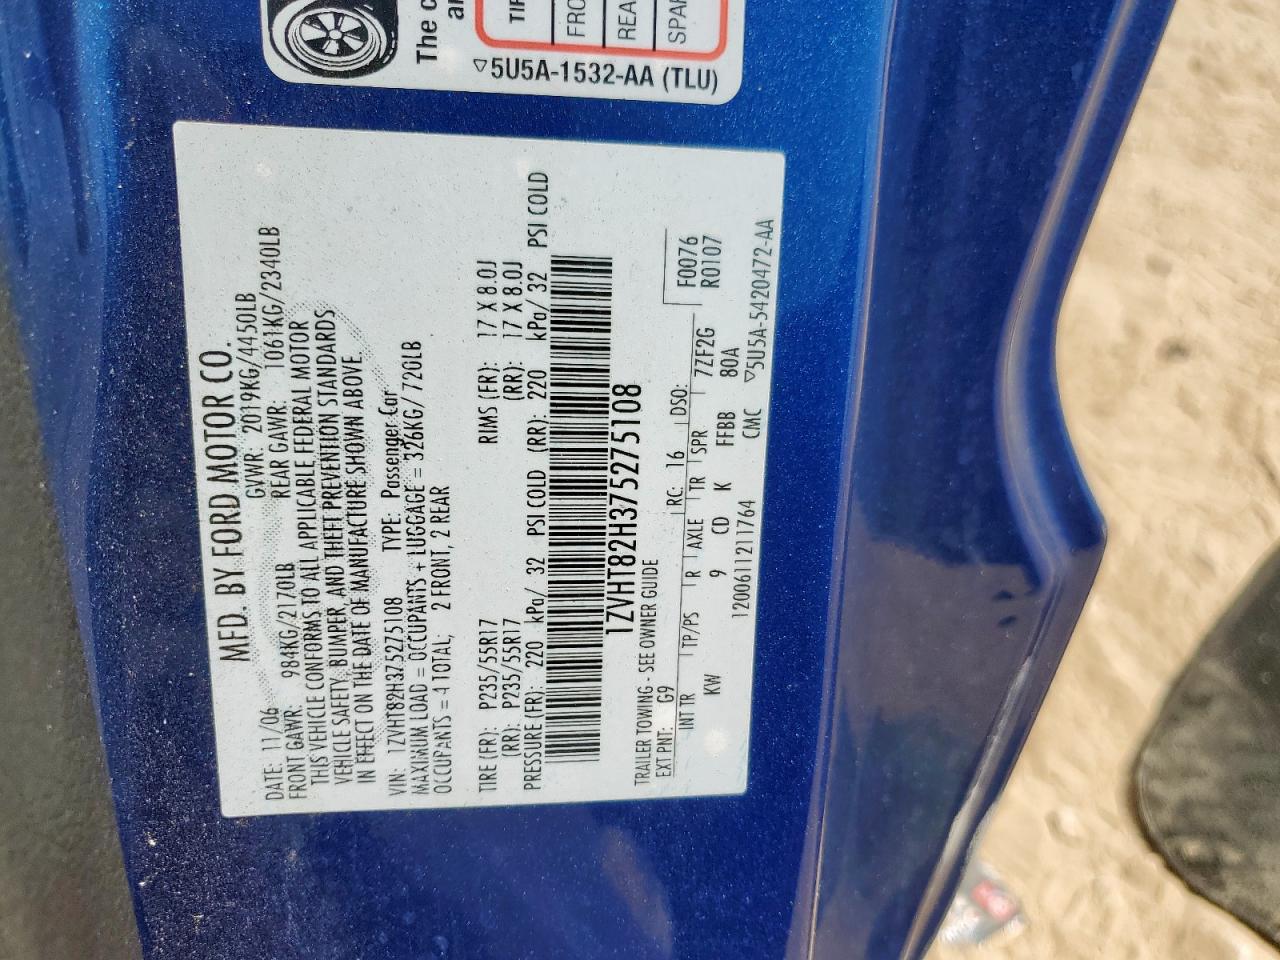 The
TIR
FRO
REA
SPA
▽5U5A-1532-AA (TLU)
MFD. BY FORD MOTOR CO.
DATE: 11/06 GVWR: 2019KG/4450LB
FRONT GAWR: 984KG/2170LB REAR GAWR: 1061KG/2340LB
THIS VEHICLE CONFORMS TO ALL APPLICABLE FEDERAL MOTOR
VEHICLE SAFETY, BUMPER, AND THEFT PREVENTION STANDARDS
IN EFFECT ON THE DATE OF MANUFACTURE SHOWN ABOVE.
VIN: 1ZVHT82H375275108 TYPE: Passenger Car
MAXIMUM LOAD = OCCUPANTS + LUGGAGE = 326KG/720LB
OCCUPANTS = 4 TOTAL; 2 FRONT, 2 REAR
TIRE (FR): P235/55R17 RIMS (FR): 17 X 8.0J
(RR): P235/55R17 (RR): 17 X 8.0J
PRESSURE (FR): 220 kPa/ 32 PSI COLD (RR): 220 kPa/ 32 PSI COLD
1ZVHT82H375275108
TRAILER TOWING - SEE OWNER GUIDE
EXT PNT: G9 RC: 16 DSO: F0076
R0107
INT TR TP/PS R AXLE TR SPR 7ZF2G
KW 9 CD K FFBB 80A
CMC ▽5U5A-5420472-AA
1200611211764